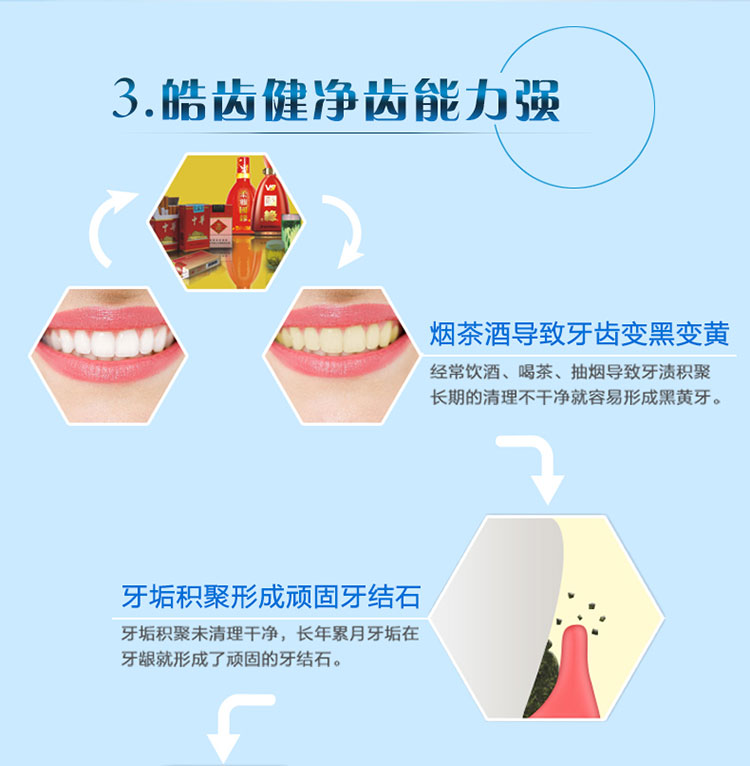 3.皓齿健净齿能力强
烟茶酒导致牙齿变黑变黄
经常饮酒、喝茶、抽烟导致牙渍积聚
长期的清理不干净就容易形成黑黄牙。
牙垢积聚形成顽固牙结石
牙垢积聚未清理干净，长年累月牙垢在
牙龈就形成了顽固的牙结石。